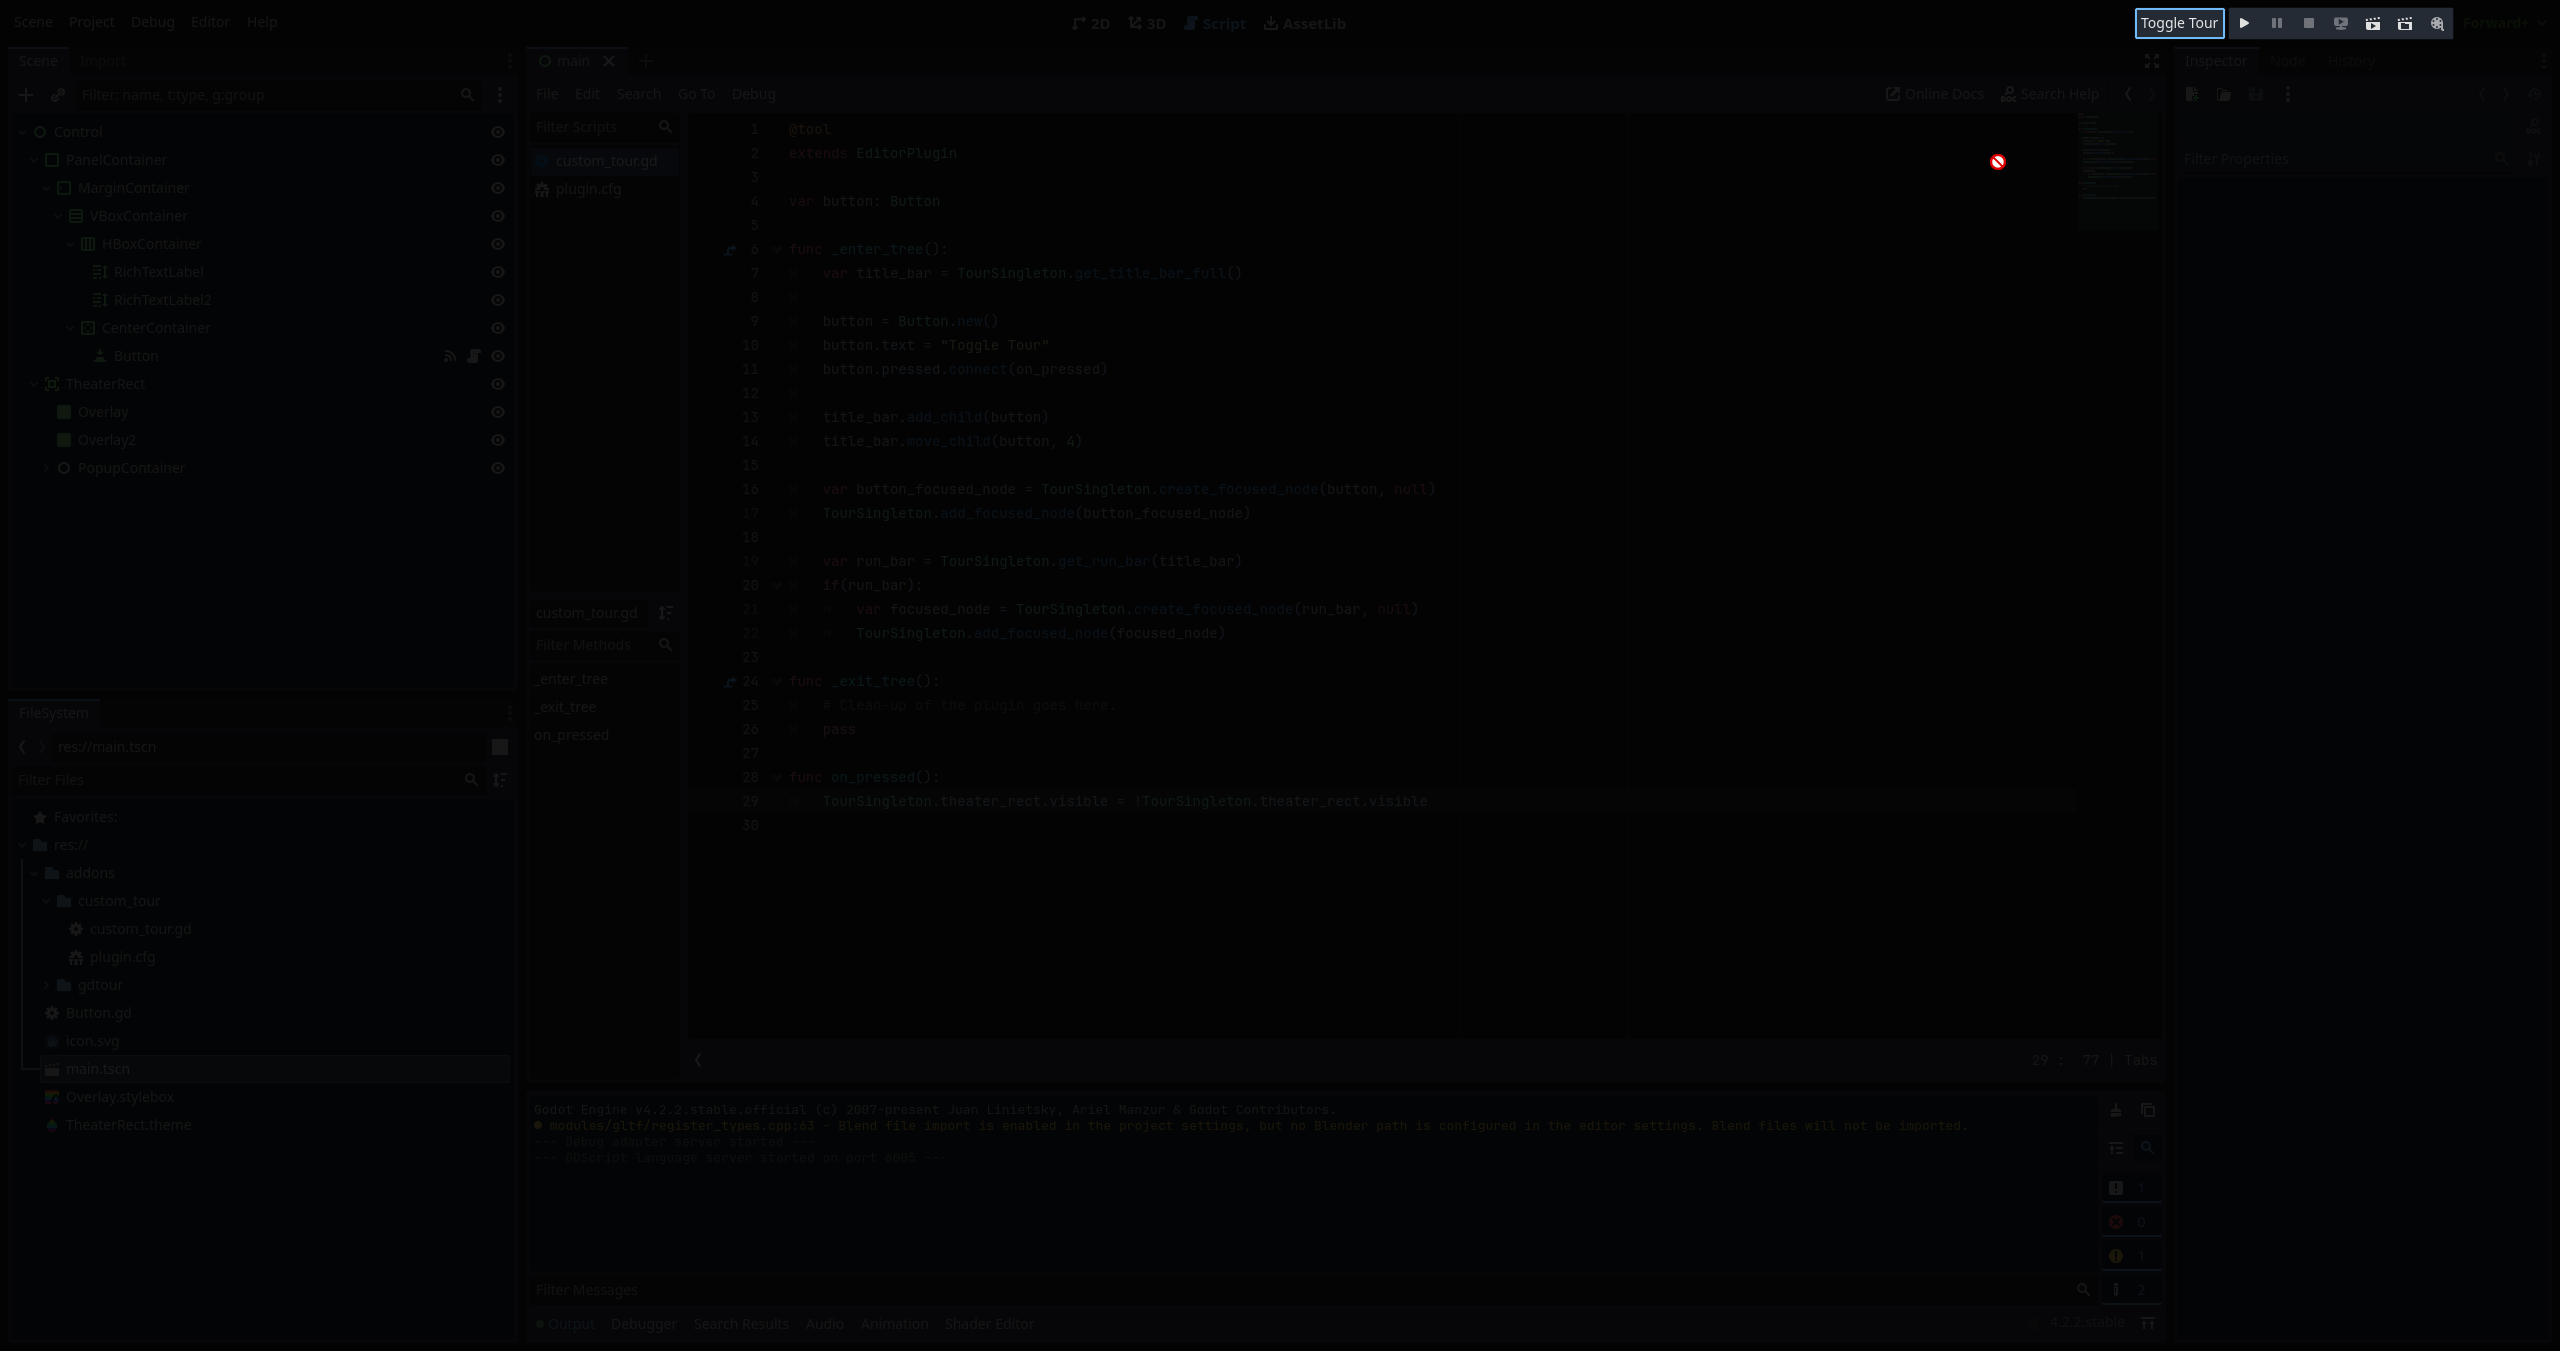 Scene Project Debug Editor Help
2D 3D Script AssetLib
Toggle Tour
Forward+
Scene Import
Filter: name, t:type, g:group
Control
PanelContainer
MarginContainer
VBoxContainer
HBoxContainer
RichTextLabel
RichTextLabel2
CenterContainer
Button
TheaterRect
Overlay
Overlay2
PopupContainer
FileSystem
res://main.tscn
Filter Files
Favorites:
res://
addons
custom_tour
custom_tour.gd
plugin.cfg
gdtour
Button.gd
icon.svg
main.tscn
Overlay.stylebox
TheaterRect.theme
main
File Edit Search Go To Debug
Online Docs Search Help
Filter Scripts
custom_tour.gd
plugin.cfg
custom_tour.gd
Filter Methods
_enter_tree
_exit_tree
on_pressed
1 @tool
2 extends EditorPlugin
3
4 var button: Button
5
6 func _enter_tree():
7 var title_bar = TourSingleton.get_title_bar_full()
8
9 button = Button.new()
10 button.text = "Toggle Tour"
11 button.pressed.connect(on_pressed)
12
13 title_bar.add_child(button)
14 title_bar.move_child(button, 4)
15
16 var button_focused_node = TourSingleton.create_focused_node(button, null)
17 TourSingleton.add_focused_node(button_focused_node)
18
19 var run_bar = TourSingleton.get_run_bar(title_bar)
20 if(run_bar):
21 var focused_node = TourSingleton.create_focused_node(run_bar, null)
22 TourSingleton.add_focused_node(focused_node)
23
24 func _exit_tree():
25 # Clean-up of the plugin goes here.
26 pass
27
28 func on_pressed():
29 TourSingleton.theater_rect.visible = !TourSingleton.theater_rect.visible
30
29 : 77 | Tabs
Godot Engine v4.2.2.stable.official (c) 2007-present Juan Linietsky, Ariel Manzur & Godot Contributors.
modules/gltf/register_types.cpp:63 - Blend file import is enabled in the project settings, but no Blender path is configured in the editor settings. Blend files will not be imported.
--- Debug adapter server started ---
--- GDScript language server started on port 6005 ---
1
0
1
2
Filter Messages
Output Debugger Search Results Audio Animation Shader Editor
4.2.2.stable
Inspector Node History
Filter Properties